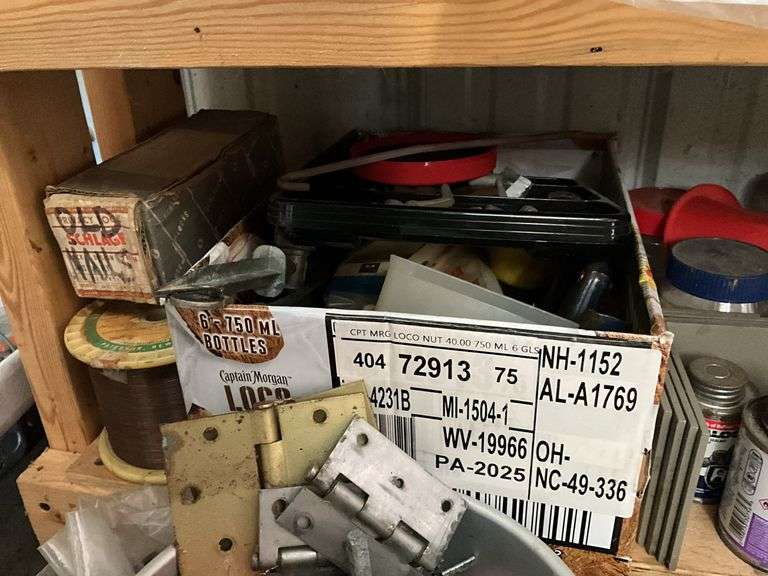 OLD
SCHLAGE
NAILS
6 - 750 ML
BOTTLES
Captain Morgan
LOCO
CPT MRG LOCO NUT 40.00 750 ML 6 GLS
404 72913 75
4231B MI-1504-1
WV-19966
PA-2025
NH-1152
AL-A1769
OH-
NC-49-336